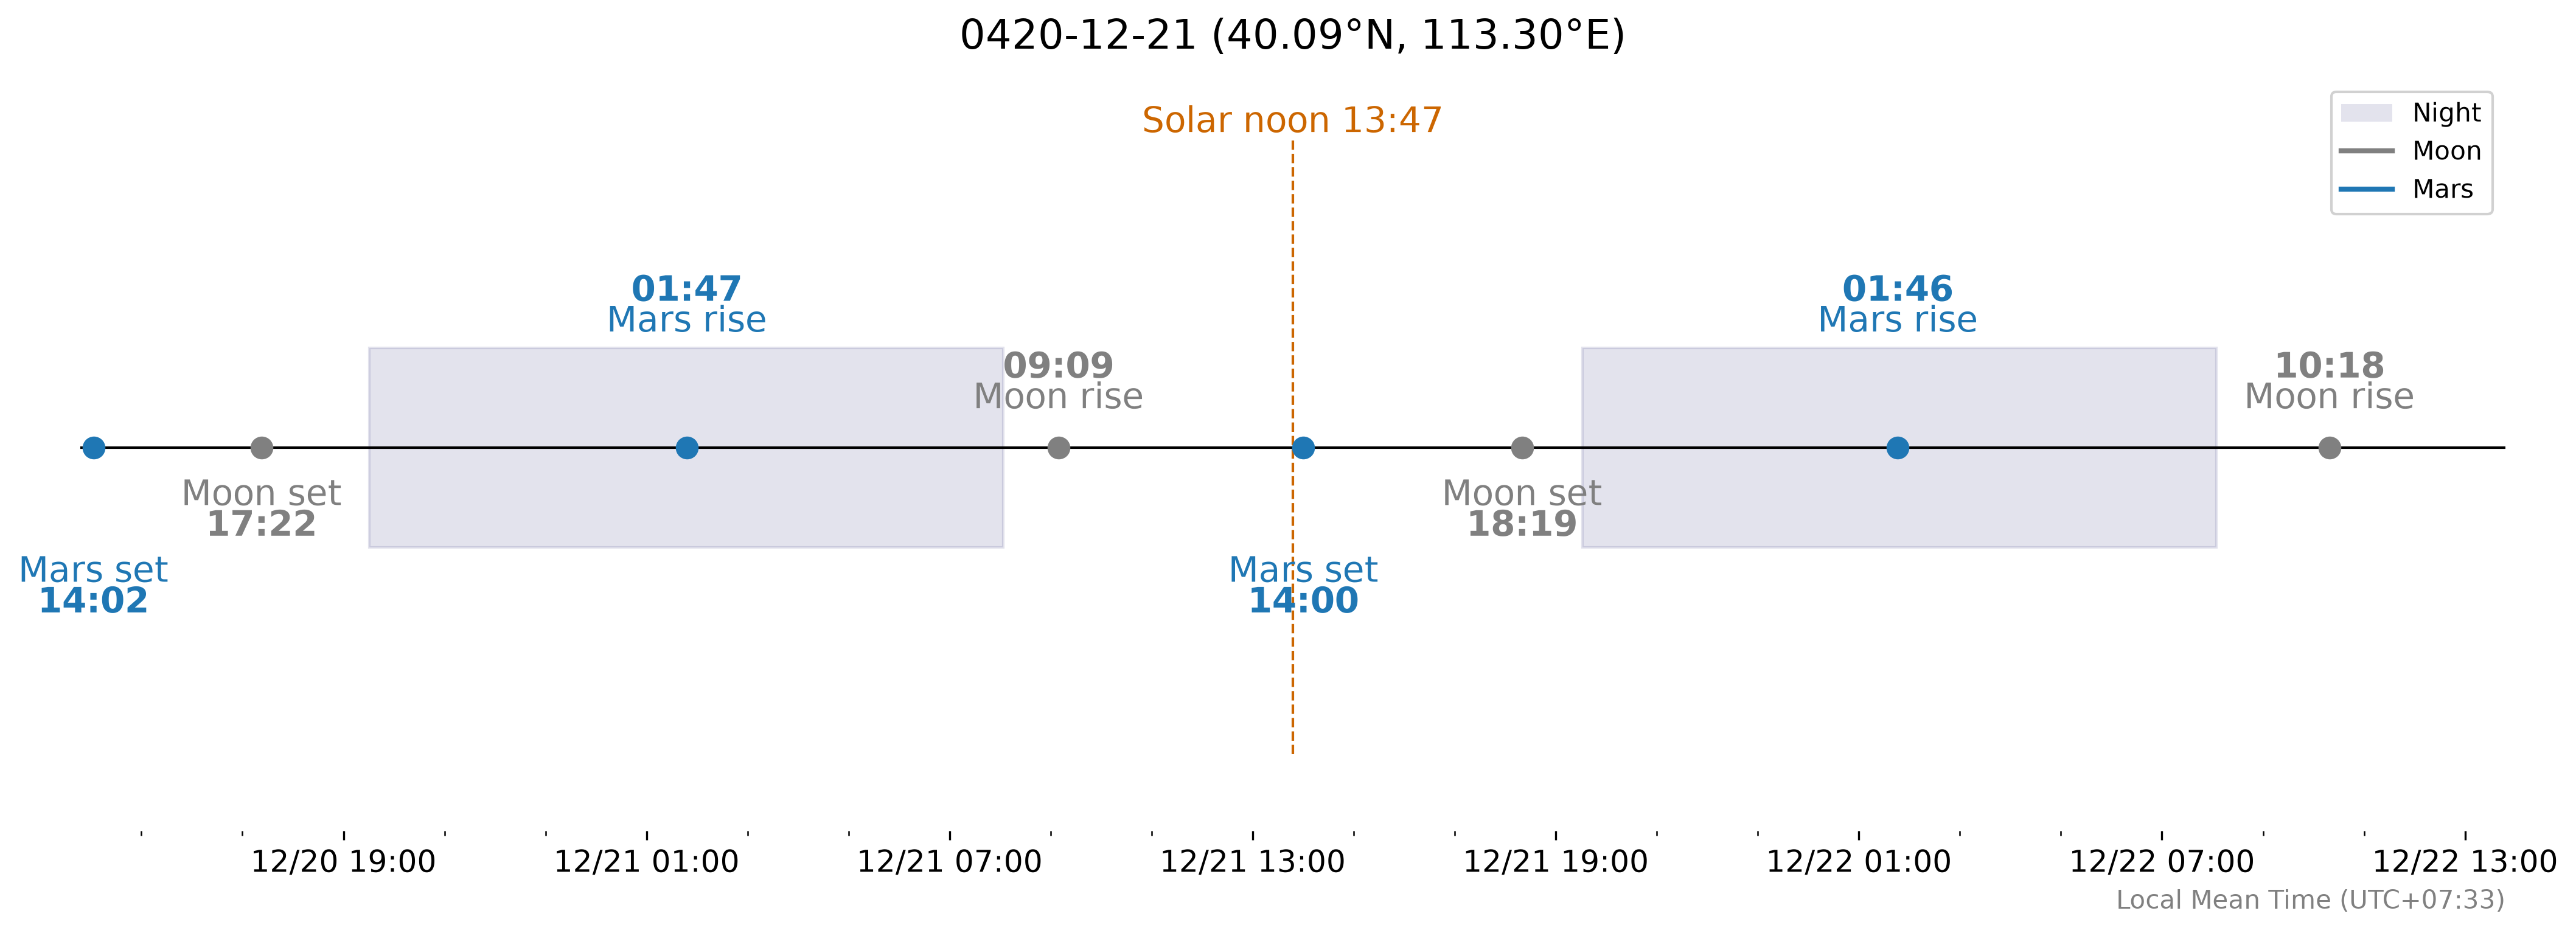 0420-12-21 (40.09°N, 113.30°E)
Solar noon 13:47
Night
Moon
Mars
01:47
Mars rise
01:46
Mars rise
09:09
Moon rise
10:18
Moon rise
Moon set
17:22
Moon set
18:19
Mars set
14:02
Mars set
14:00
12/20 19:00
12/21 01:00
12/21 07:00
12/21 13:00
12/21 19:00
12/22 01:00
12/22 07:00
12/22 13:00
Local Mean Time (UTC+07:33)